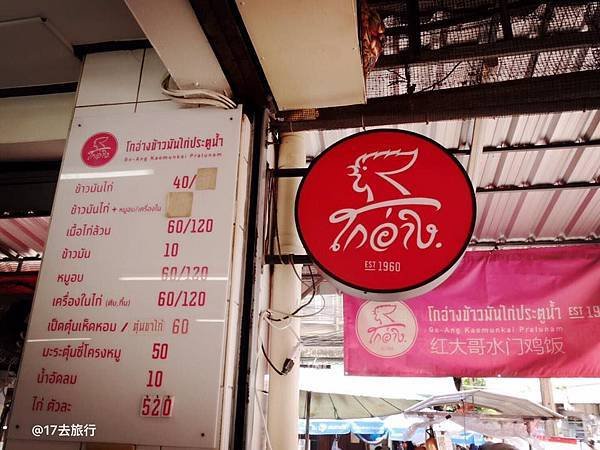 โกอ่างข้าวมันไก่ประตูน้ำ
Go-Ang Kaomunkai Pratunam
ข้าวมันไก่ 40/
ข้าวมันไก่ + หมูอบ/เครื่องใน
เนื้อไก่ล้วน 60/120
ข้าวมัน 10
หมูอบ 60/120
เครื่องในไก่ (ตับ,กึ๋น) 60/120
เป็ดตุ๋นเห็ดหอม / ตุ๋นขาไก่ 60
มะระตุ๋นซี่โครงหมู 50
น้ำอัดลม 10
ไก่ ตัวละ 520
โกอ่าง.
EST 1960
โกอ่างข้าวมันไก่ประตูน้ำ EST 19
Go-Ang Kaomunkai Pratunam
红大哥水门鸡饭
โกอ่าง.
@17去旅行